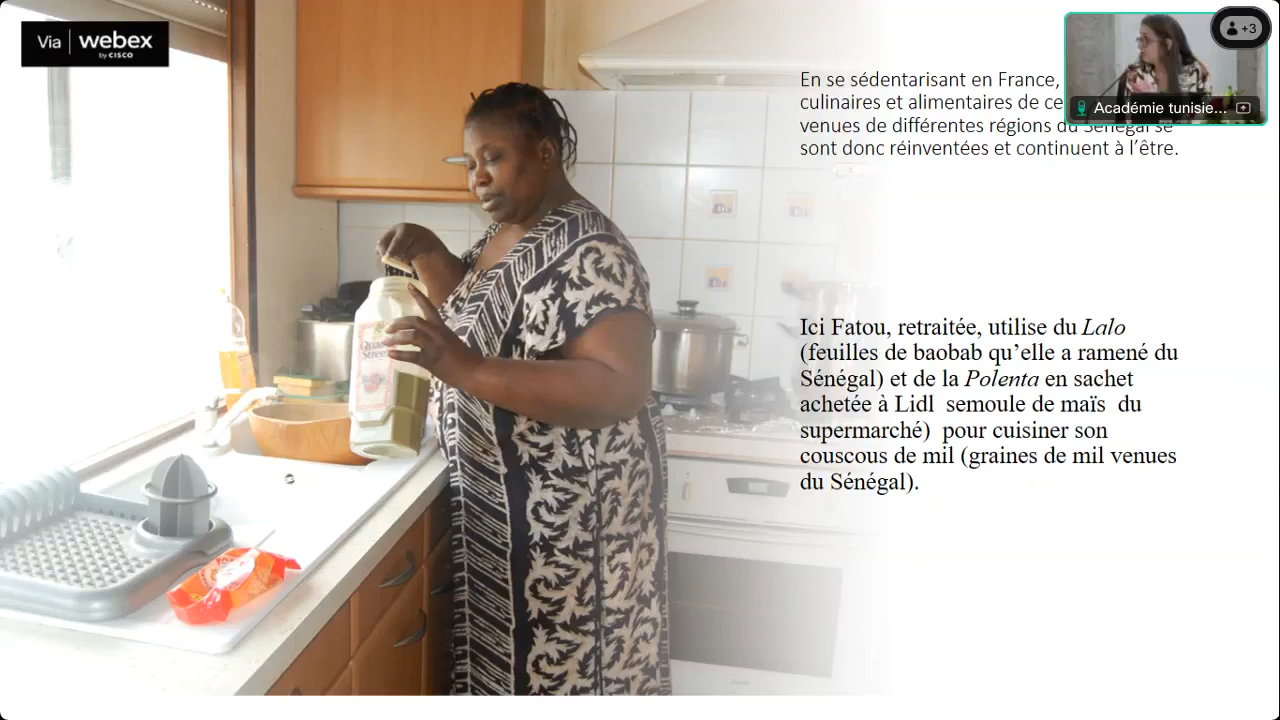 Via webex
by CISCO
+3
Académie tunisie...
En se sédentarisant en France,
culinaires et alimentaires de ce
venues de différentes régions du Sénégal se
sont donc réinventées et continuent à l’être.
Ici Fatou, retraitée, utilise du Lalo
(feuilles de baobab qu’elle a ramené du
Sénégal) et de la Polenta en sachet
achetée à Lidl semoule de maïs du
supermarché) pour cuisiner son
couscous de mil (graines de mil venues
du Sénégal).
Quality
Street